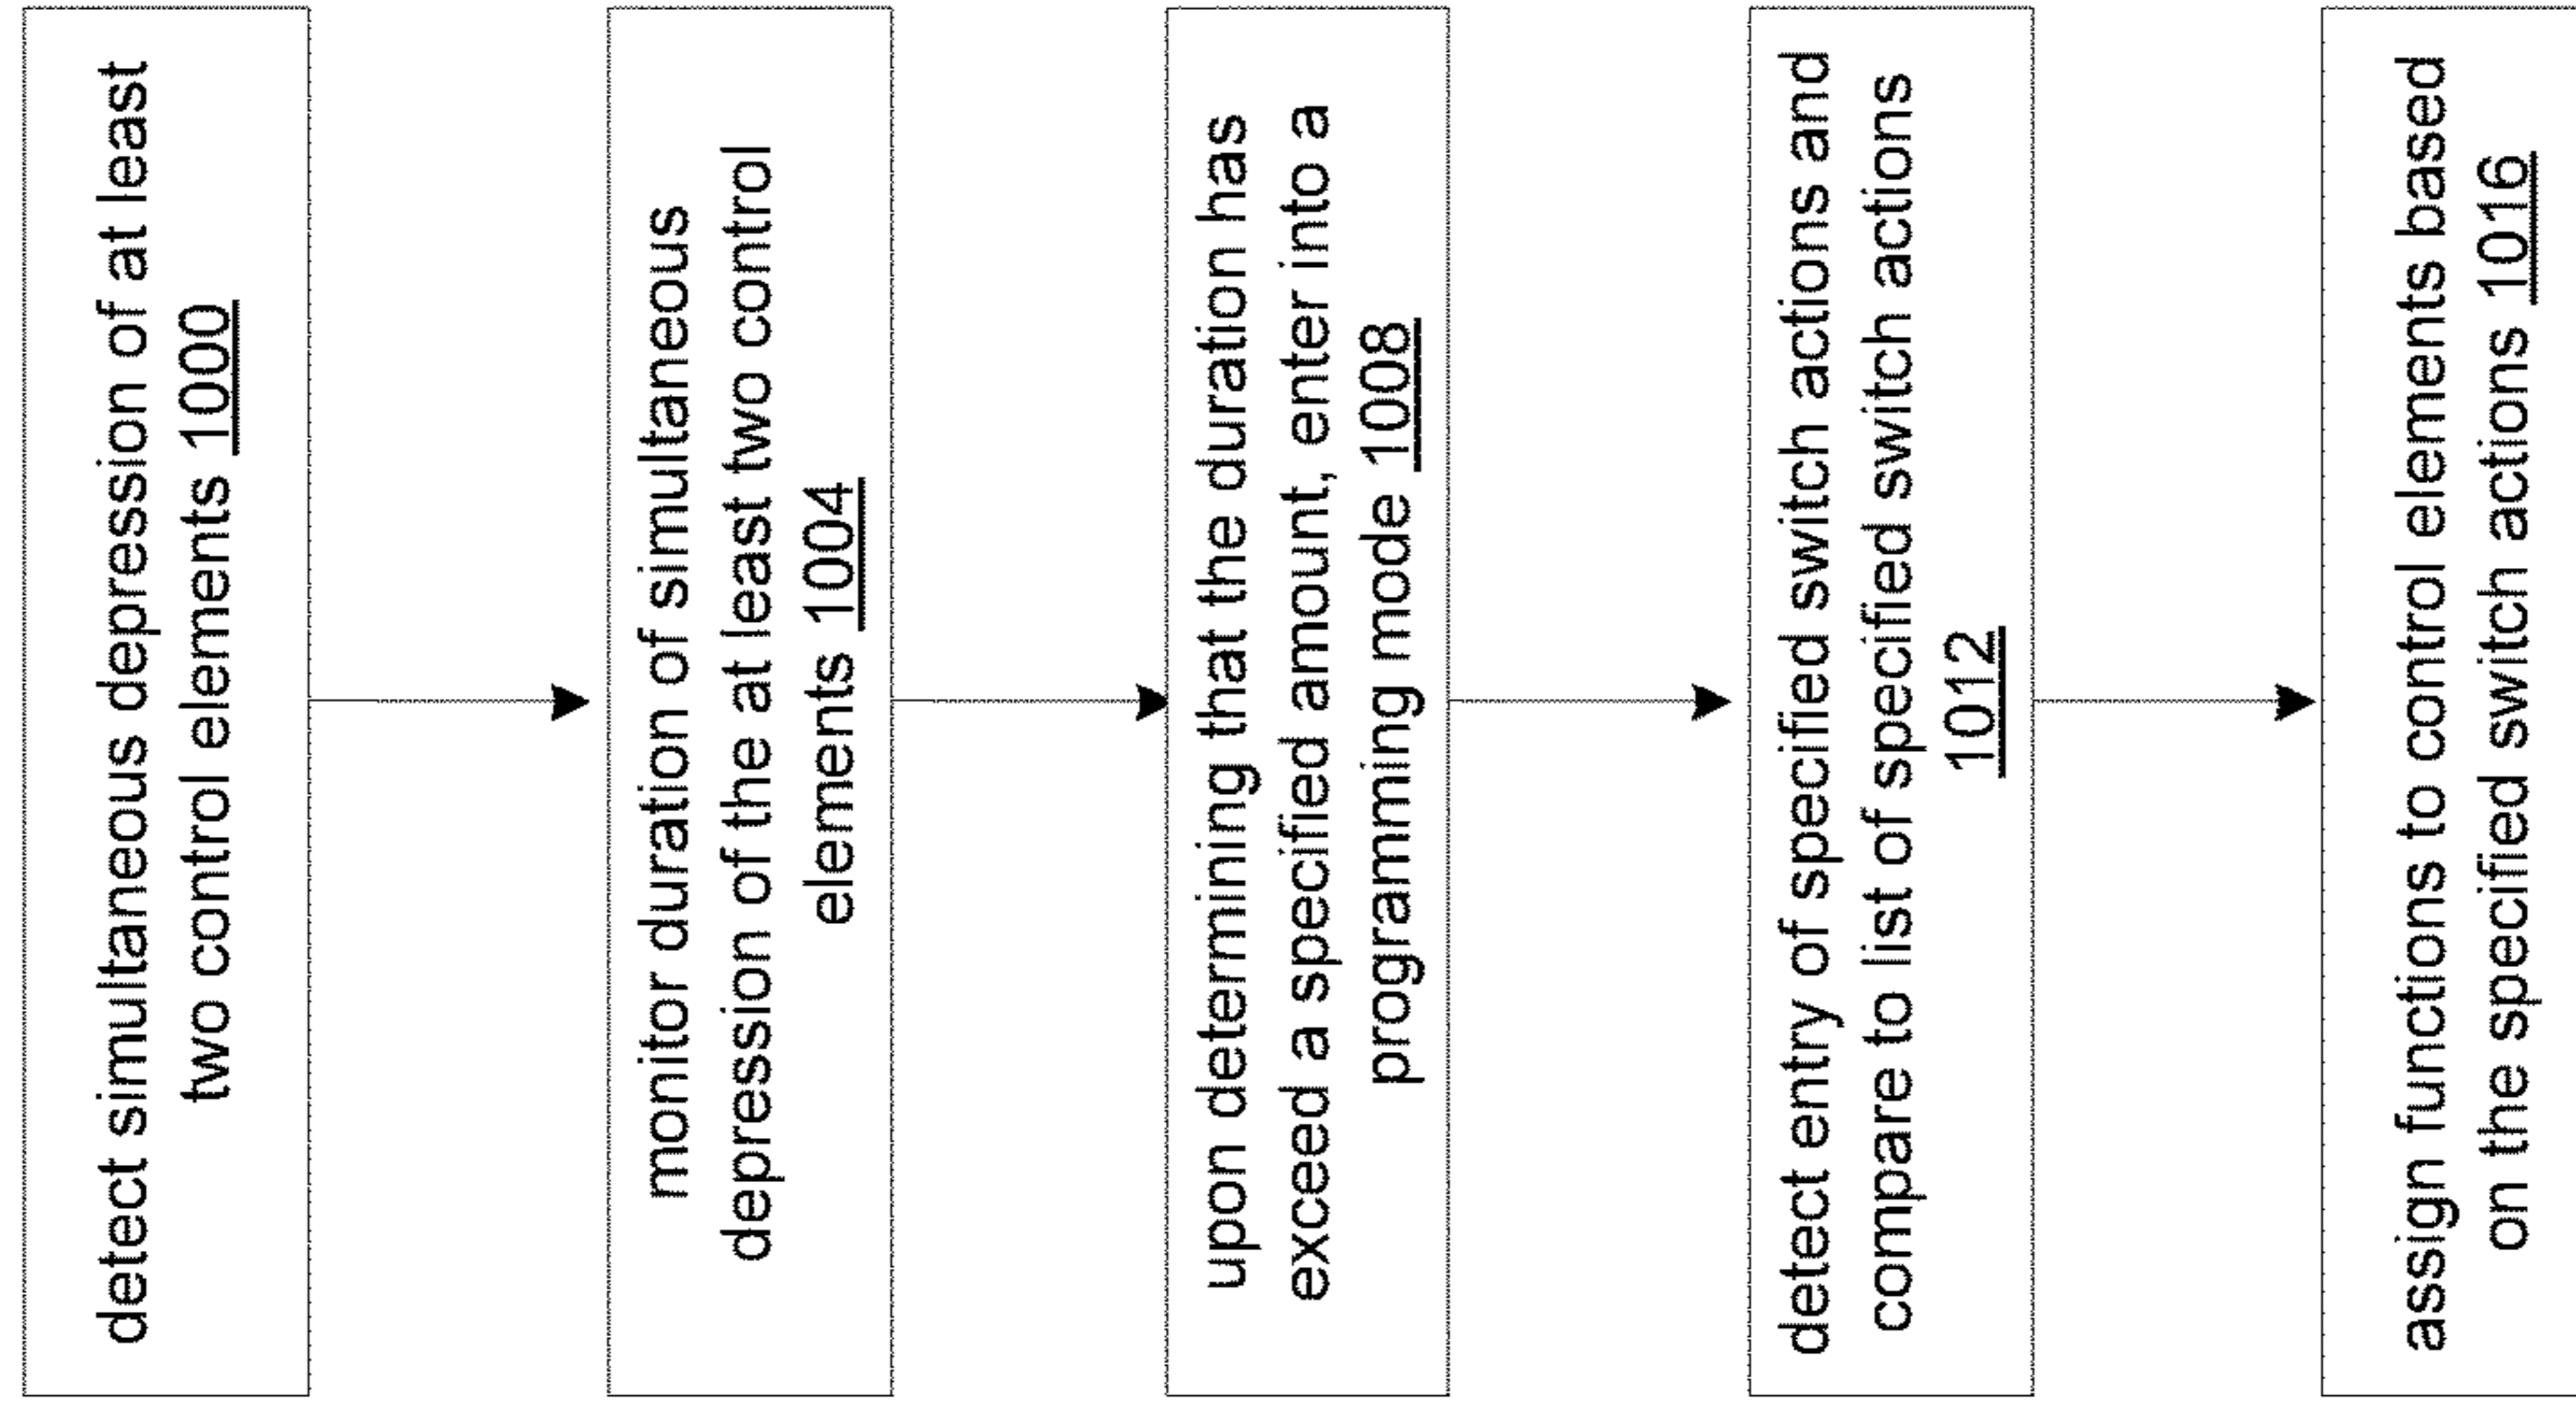 detect simultaneous depression of at least
two control elements 1000
monitor duration of simultaneous
depression of the at least two control
elements 1004
upon determining that the duration has
exceed a specified amount, enter into a
programming mode 1008
detect entry of specified switch actions and
compare to list of specified switch actions
1012
assign functions to control elements based
on the specified switch actions 1016